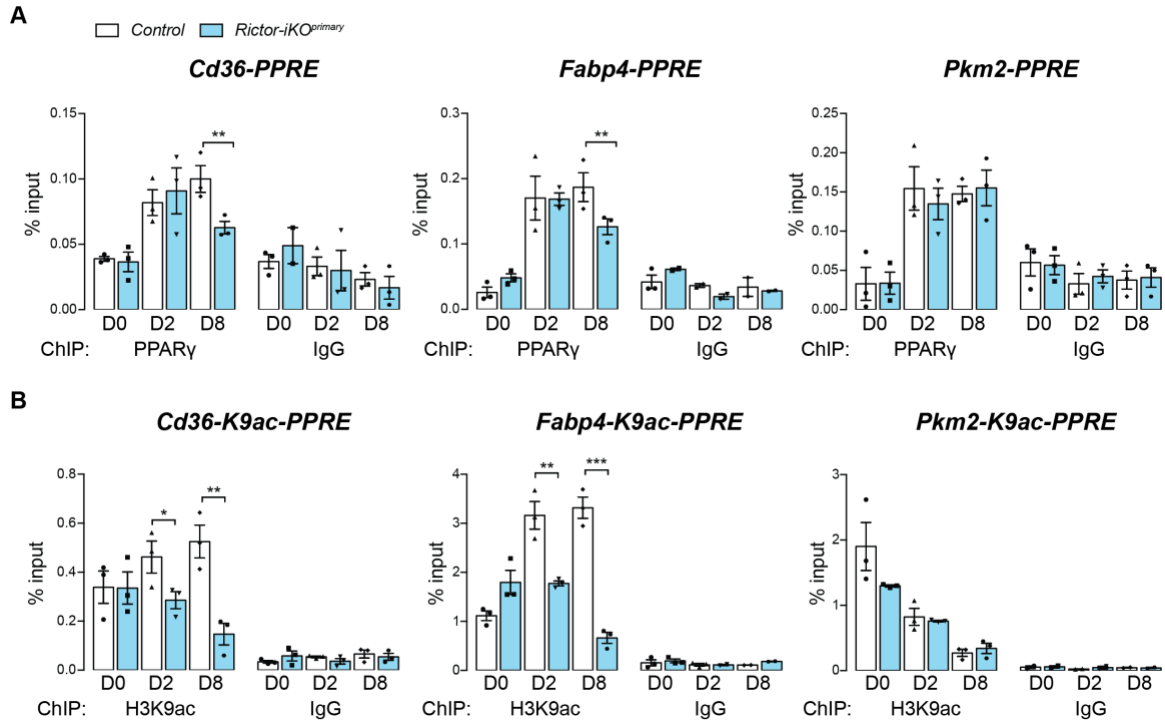 A
Control Rictor-iKOprimary
Cd36-PPRE Fabp4-PPRE Pkm2-PPRE
% input
0.15
0.10
0.05
0.00
** 
D0 D2 D8 D0 D2 D8
ChIP: PPARγ IgG
% input
0.3
0.2
0.1
0.0
**
D0 D2 D8 D0 D2 D8
ChIP: PPARγ IgG
% input
0.25
0.20
0.15
0.10
0.05
0.00
D0 D2 D8 D0 D2 D8
ChIP: PPARγ IgG
B
Cd36-K9ac-PPRE Fabp4-K9ac-PPRE Pkm2-K9ac-PPRE
% input
0.8
0.6
0.4
0.2
0.0
* **
D0 D2 D8 D0 D2 D8
ChIP: H3K9ac IgG
% input
4
3
2
1
0
** ***
D0 D2 D8 D0 D2 D8
ChIP: H3K9ac IgG
% input
3
2
1
0
D0 D2 D8 D0 D2 D8
ChIP: H3K9ac IgG